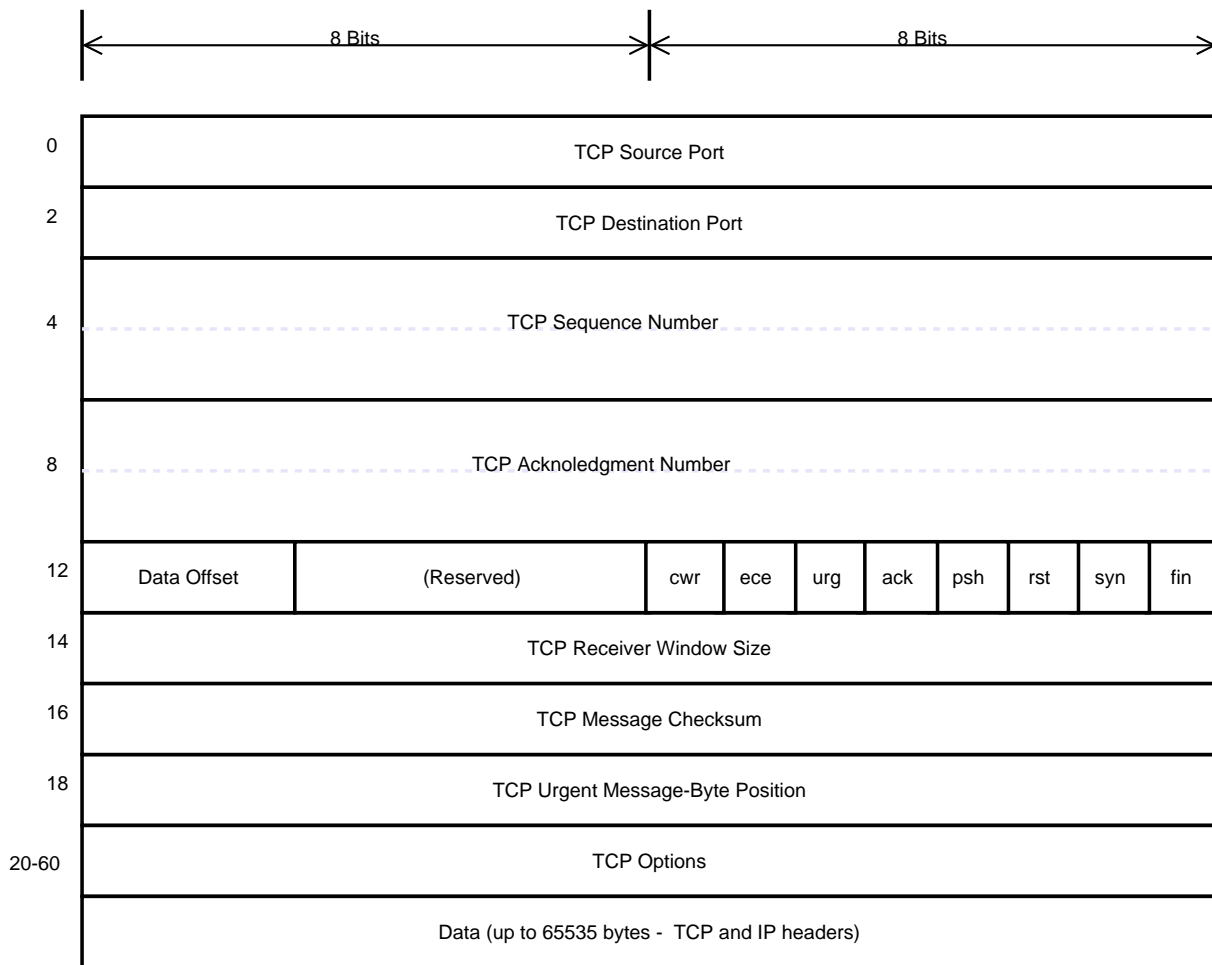 8 Bits 8 Bits
0 TCP Source Port
2 TCP Destination Port
4 TCP Sequence Number
8 TCP Acknoledgment Number
12 Data Offset (Reserved) cwr ece urg ack psh rst syn fin
14 TCP Receiver Window Size
16 TCP Message Checksum
18 TCP Urgent Message-Byte Position
20-60 TCP Options
Data (up to 65535 bytes - TCP and IP headers)